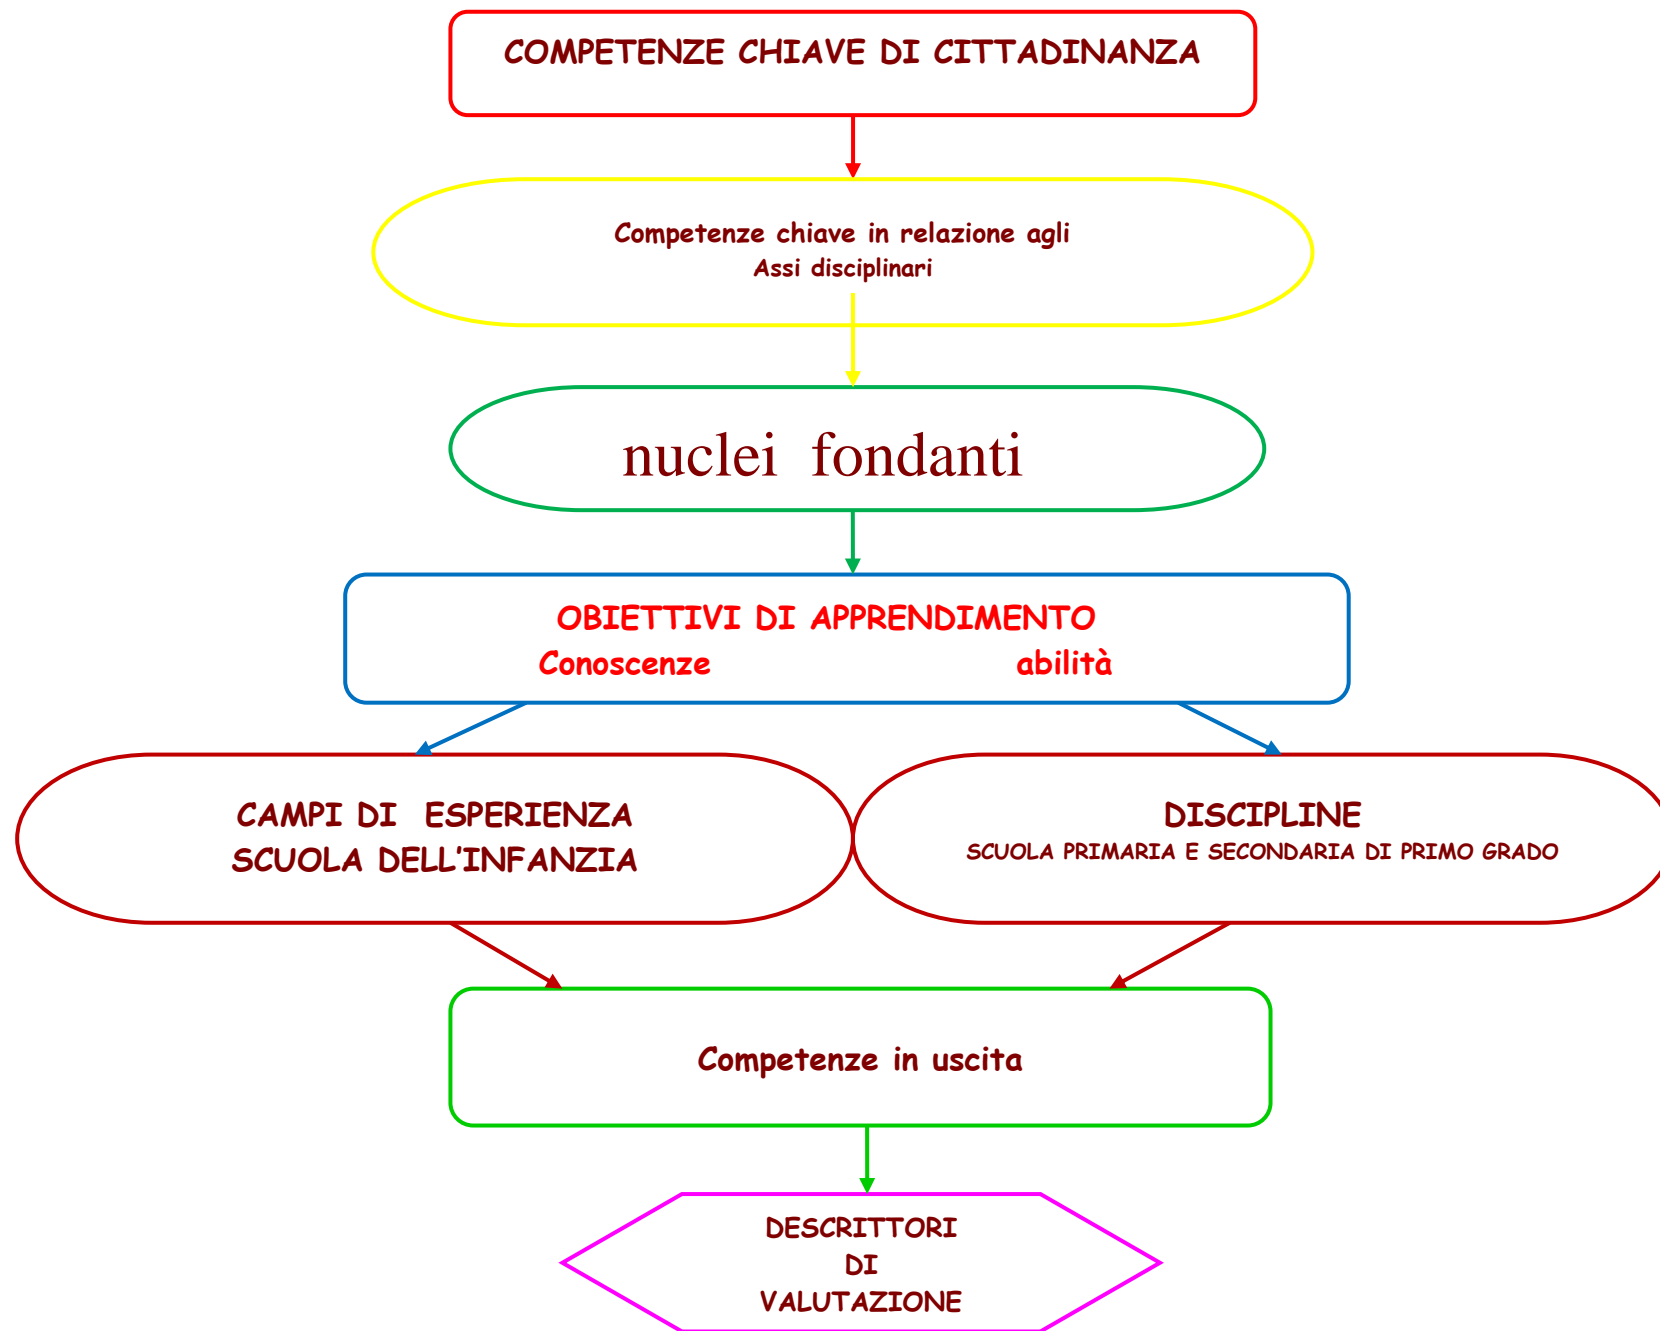 COMPETENZE CHIAVE DI CITTADINANZA
Competenze chiave in relazione agli
Assi disciplinari
nuclei fondanti
OBIETTIVI DI APPRENDIMENTO
Conoscenze abilità
CAMPI DI ESPERIENZA
SCUOLA DELL'INFANZIA
DISCIPLINE
SCUOLA PRIMARIA E SECONDARIA DI PRIMO GRADO
Competenze in uscita
DESCRITTORI
DI
VALUTAZIONE